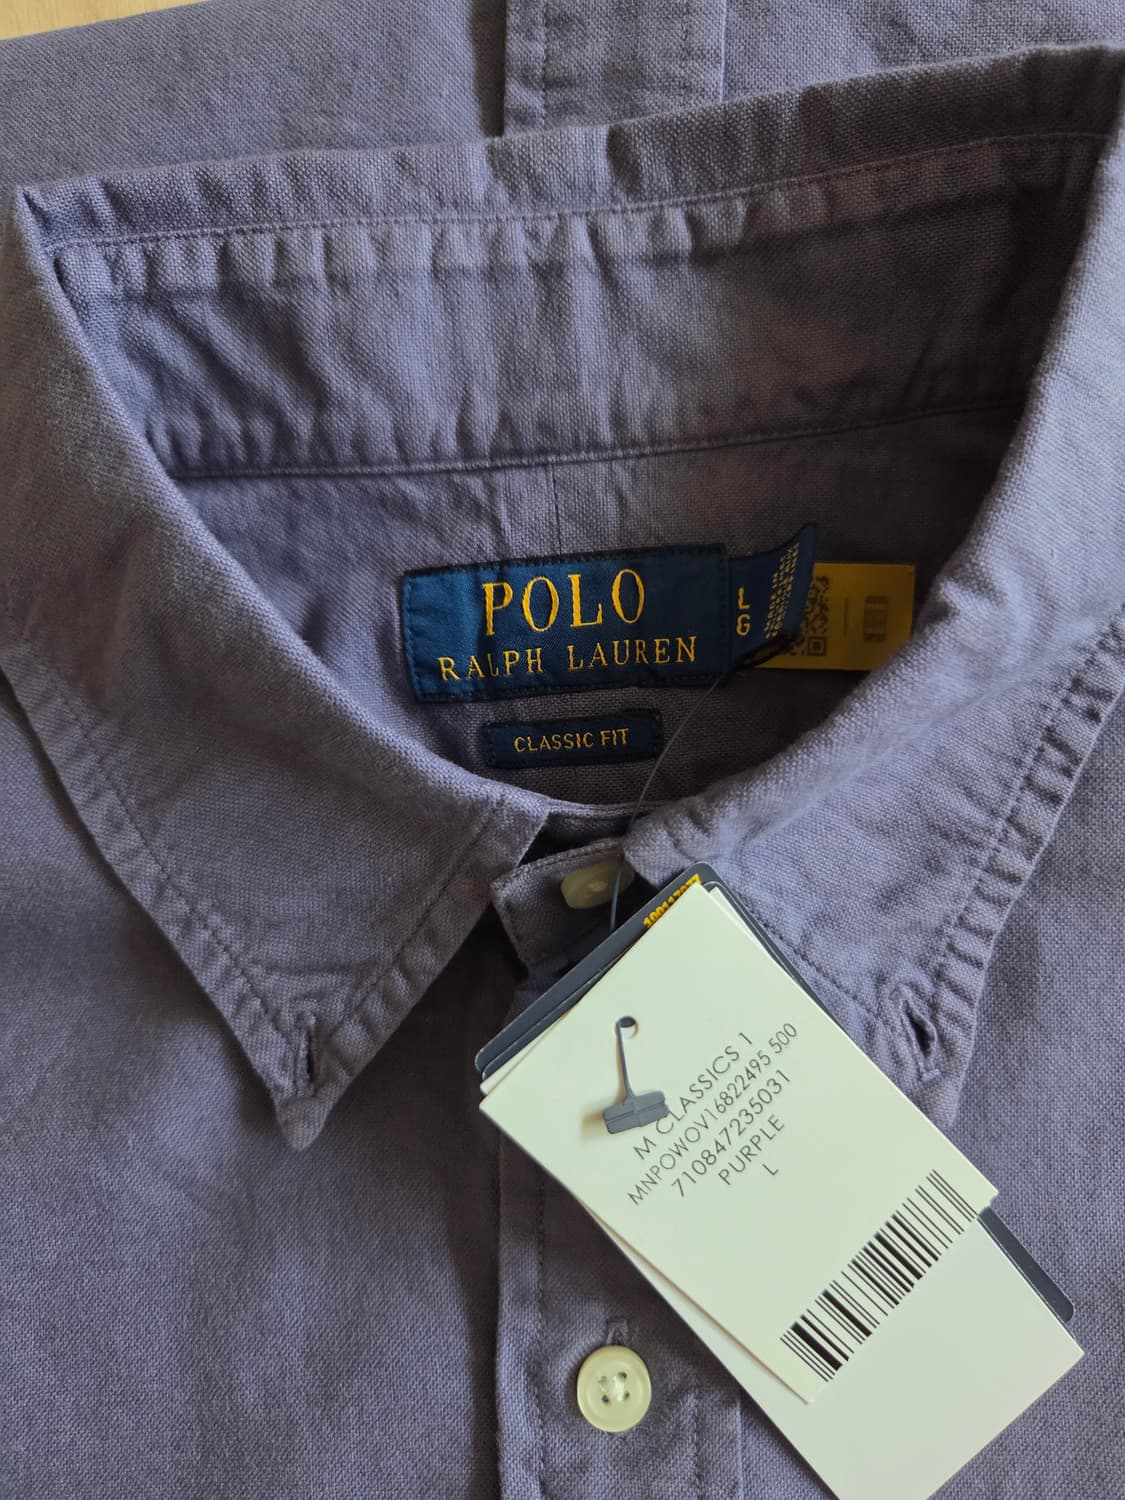 POLO
RALPH LAUREN
L
G
CLASSIC FIT
M CLASSICS 1
MNPOWOV16822495 500
710847235031
PURPLE
L